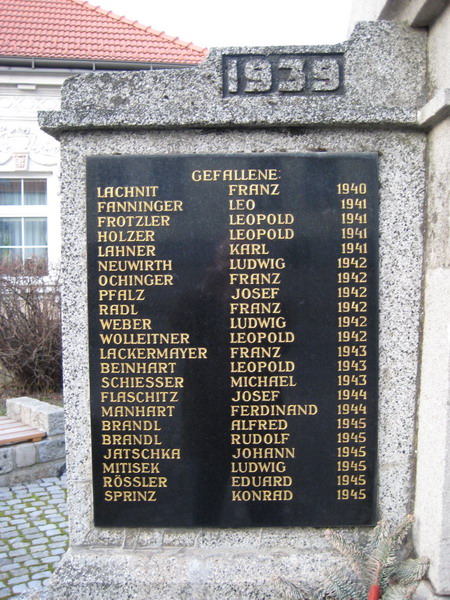 1939
GEFALLENE:
LACHNIT FRANZ 1940
FANNINGER LEO 1941
FROTZLER LEOPOLD 1941
HOLZER LEOPOLD 1941
LAHNER KARL 1941
NEUWIRTH LUDWIG 1942
OCHINGER FRANZ 1942
PFALZ JOSEF 1942
RADL FRANZ 1942
WEBER LUDWIG 1942
WOLLEITNER LEOPOLD 1942
LACKERMAYER FRANZ 1943
BEINHART LEOPOLD 1943
SCHIESSER MICHAEL 1943
FLASCHITZ JOSEF 1944
MANHART FERDINAND 1944
BRANDL ALFRED 1945
BRANDL RUDOLF 1945
JATSCHKA JOHANN 1945
MITISEK LUDWIG 1945
RÖSSLER EDUARD 1945
SPRINZ KONRAD 1945